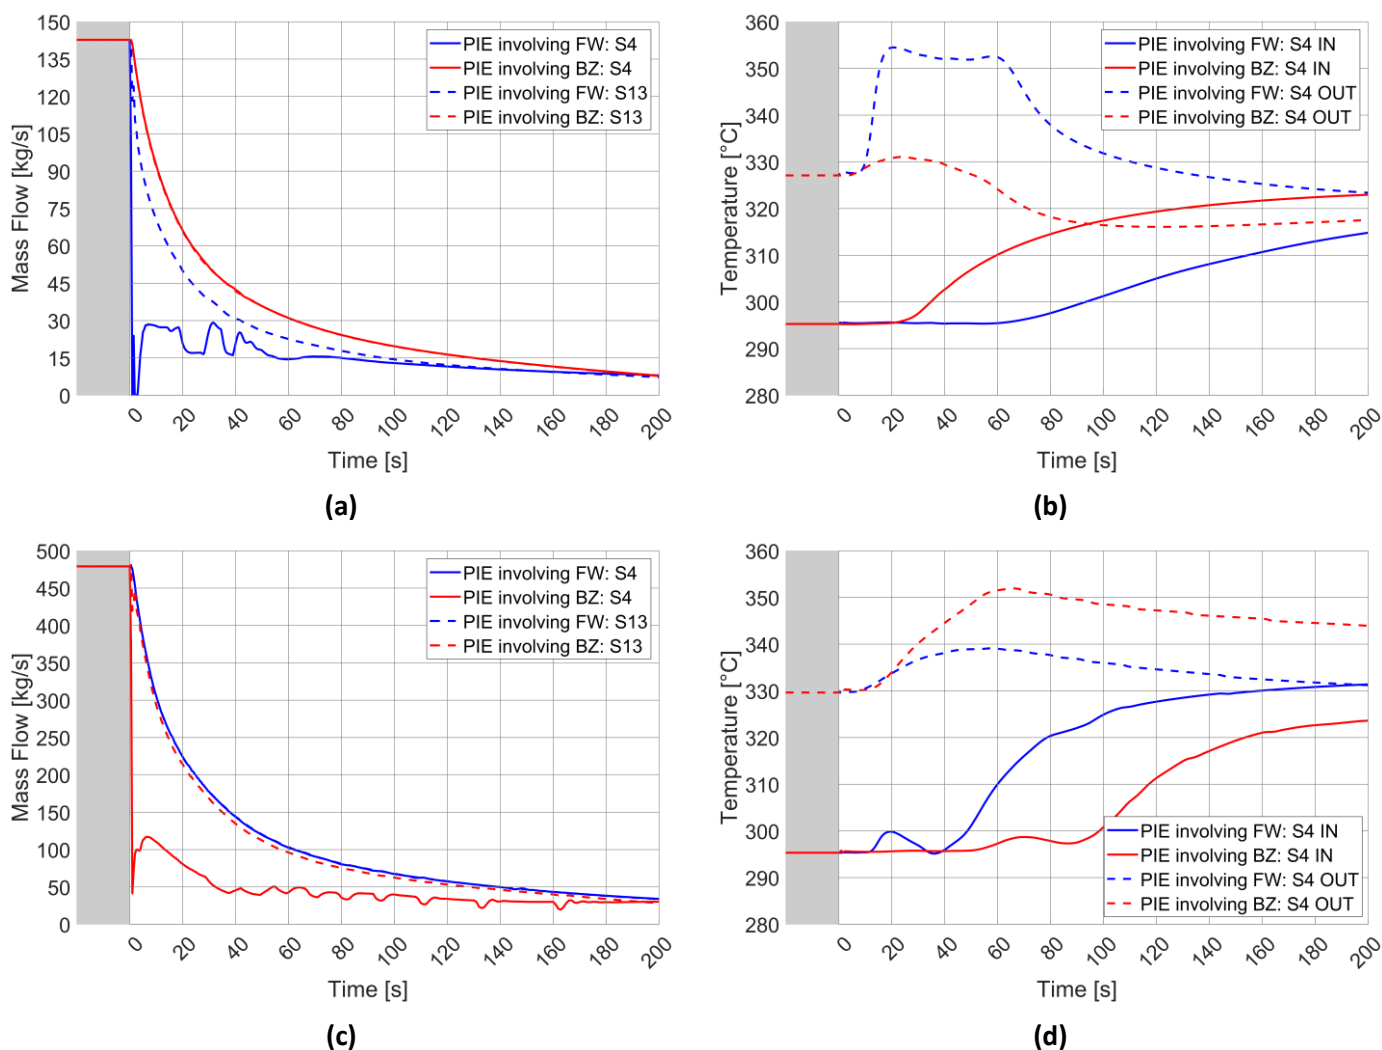 150
135
120
105
90
75
60
45
30
15
0
Mass Flow [kg/s]
0 20 40 60 80 100 120 140 160 180 200
Time [s]
PIE involving FW: S4
PIE involving BZ: S4
PIE involving FW: S13
PIE involving BZ: S13
(a)
360
350
340
330
320
310
300
290
280
Temperature [°C]
0 20 40 60 80 100 120 140 160 180 200
Time [s]
PIE involving FW: S4 IN
PIE involving BZ: S4 IN
PIE involving FW: S4 OUT
PIE involving BZ: S4 OUT
(b)
500
450
400
350
300
250
200
150
100
50
0
Mass Flow [kg/s]
0 20 40 60 80 100 120 140 160 180 200
Time [s]
PIE involving FW: S4
PIE involving BZ: S4
PIE involving FW: S13
PIE involving BZ: S13
(c)
360
350
340
330
320
310
300
290
280
Temperature [°C]
0 20 40 60 80 100 120 140 160 180 200
Time [s]
PIE involving FW: S4 IN
PIE involving BZ: S4 IN
PIE involving FW: S4 OUT
PIE involving BZ: S4 OUT
(d)